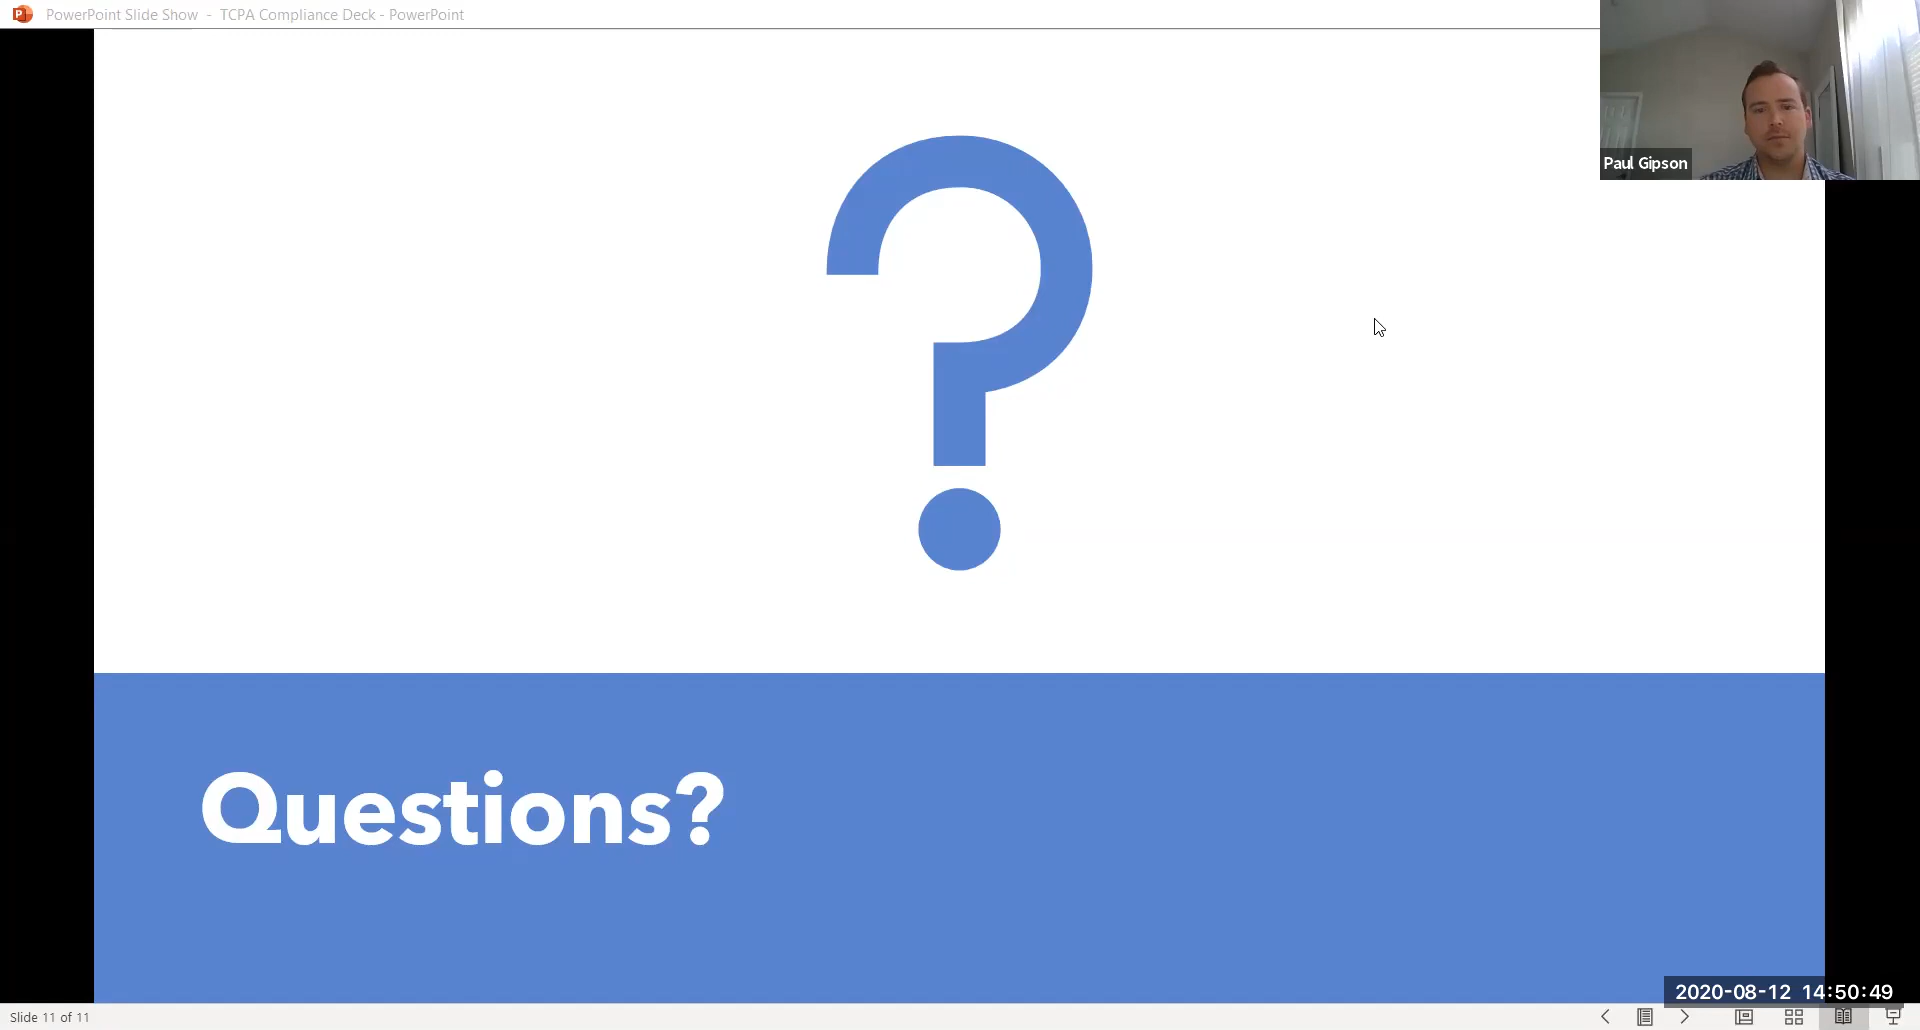 PowerPoint Slide Show - TCPA Compliance Deck - PowerPoint
Paul Gipson
?
Questions?
2020-08-12 14:50:49
Slide 11 of 11